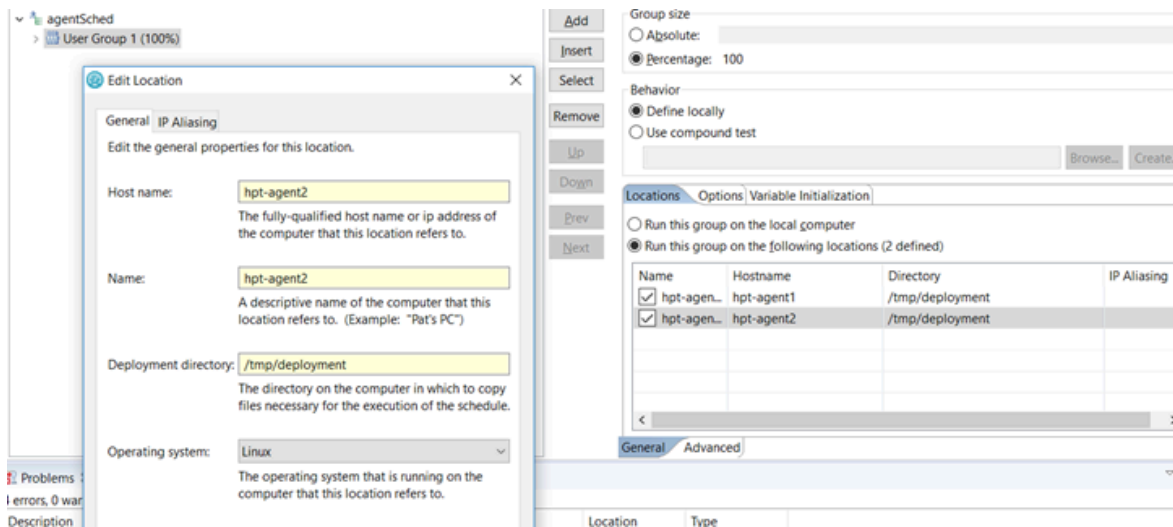 agentSched
User Group 1 (100%)
Edit Location
General IP Aliasing
Edit the general properties for this location.
Host name: hpt-agent2
The fully-qualified host name or ip address of
the computer that this location refers to.
Name: hpt-agent2
A descriptive name of the computer that this
location refers to. (Example: "Pat's PC")
Deployment directory: /tmp/deployment
The directory on the computer in which to copy
files necessary for the execution of the schedule.
Operating system: Linux
The operating system that is running on the
computer that this location refers to.
Add
Insert
Select
Remove
Up
Down
Prev
Next
Group size
Absolute:
Percentage: 100
Behavior
Define locally
Use compound test
Browse... Create.
Locations Options Variable Initialization
Run this group on the local computer
Run this group on the following locations (2 defined)
Name Hostname Directory IP Aliasing
hpt-agen... hpt-agent1 /tmp/deployment
hpt-agen... hpt-agent2 /tmp/deployment
General Advanced
Problems
errors, 0 war
Description Location Type